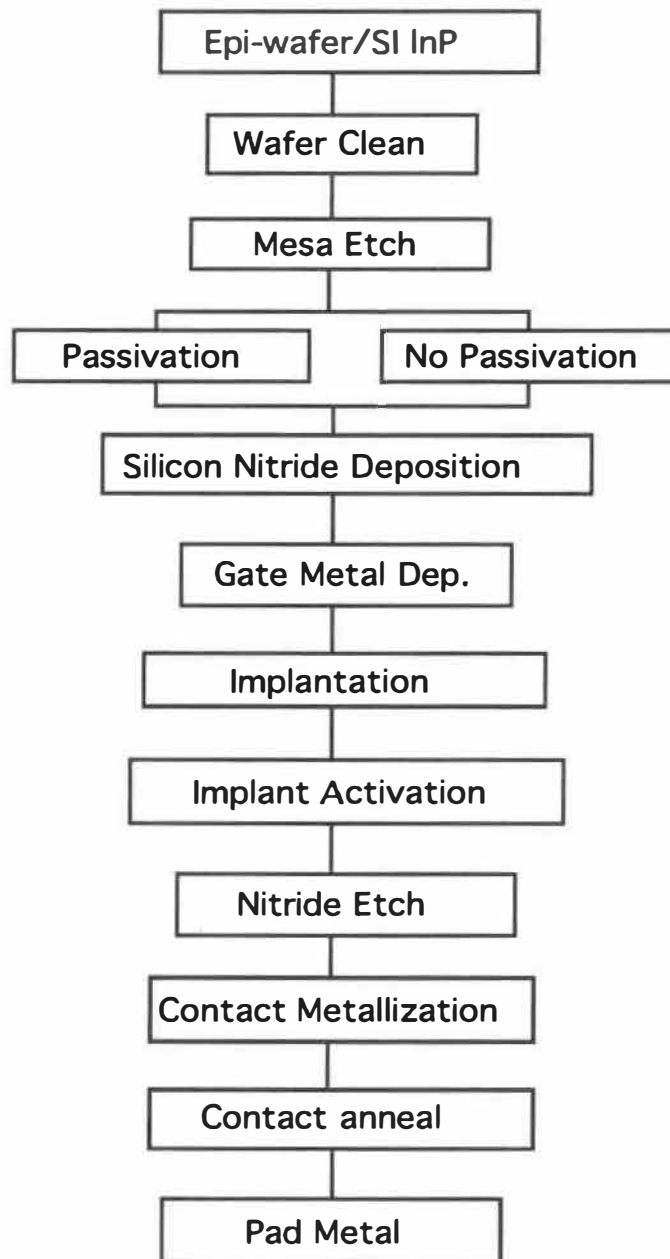 Epi-wafer/SI InP
Wafer Clean
Mesa Etch
Passivation
No Passivation
Silicon Nitride Deposition
Gate Metal Dep.
Implantation
Implant Activation
Nitride Etch
Contact Metallization
Contact anneal
Pad Metal